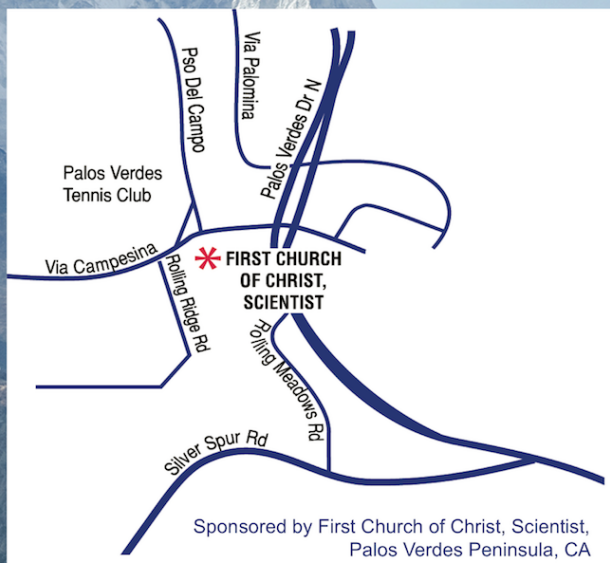 Pso Del Campo
Via Palomina
Palos Verdes Dr N
Palos Verdes
Tennis Club
Via Campesina
FIRST CHURCH
OF CHRIST,
SCIENTIST
Rolling Ridge Rd
Rolling Meadows Rd
Silver Spur Rd
Sponsored by First Church of Christ, Scientist,
Palos Verdes Peninsula, CA